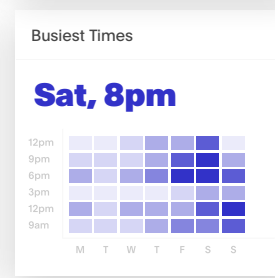 Busiest Times
Sat, 8pm
12pm
9pm
6pm
3pm
12pm
9am
M T W T F S S